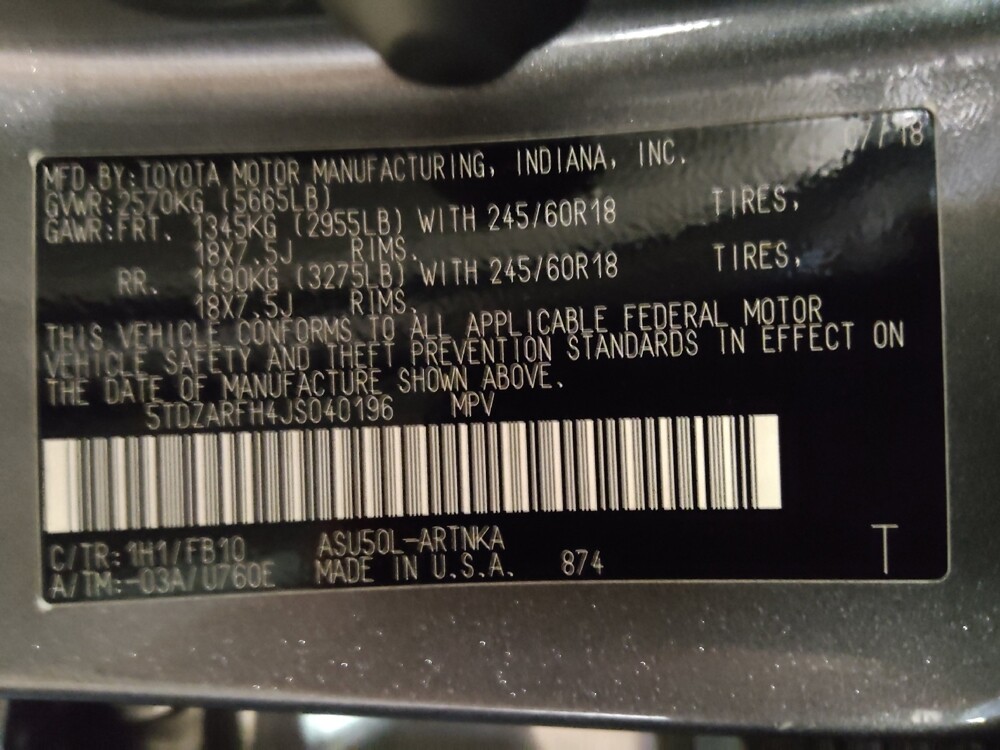 07/18
MFD.BY:TOYOTA MOTOR MANUFACTURING, INDIANA, INC.
GVWR:2570KG (5665LB)
GAWR:FRT. 1345KG (2955LB) WITH 245/60R18 TIRES,
18X7.5J RIMS.
RR. 1490KG (3275LB) WITH 245/60R18 TIRES,
18X7.5J RIMS.
THIS VEHICLE CONFORMS TO ALL APPLICABLE FEDERAL MOTOR
VEHICLE SAFETY AND THEFT PREVENTION STANDARDS IN EFFECT ON
THE DATE OF MANUFACTURE SHOWN ABOVE.
5TDZARFH4JS040196 MPV
C/TR:1H1/FB10 ASU50L-ARTNKA
A/TM:-03A/U760E MADE IN U.S.A. 874 T